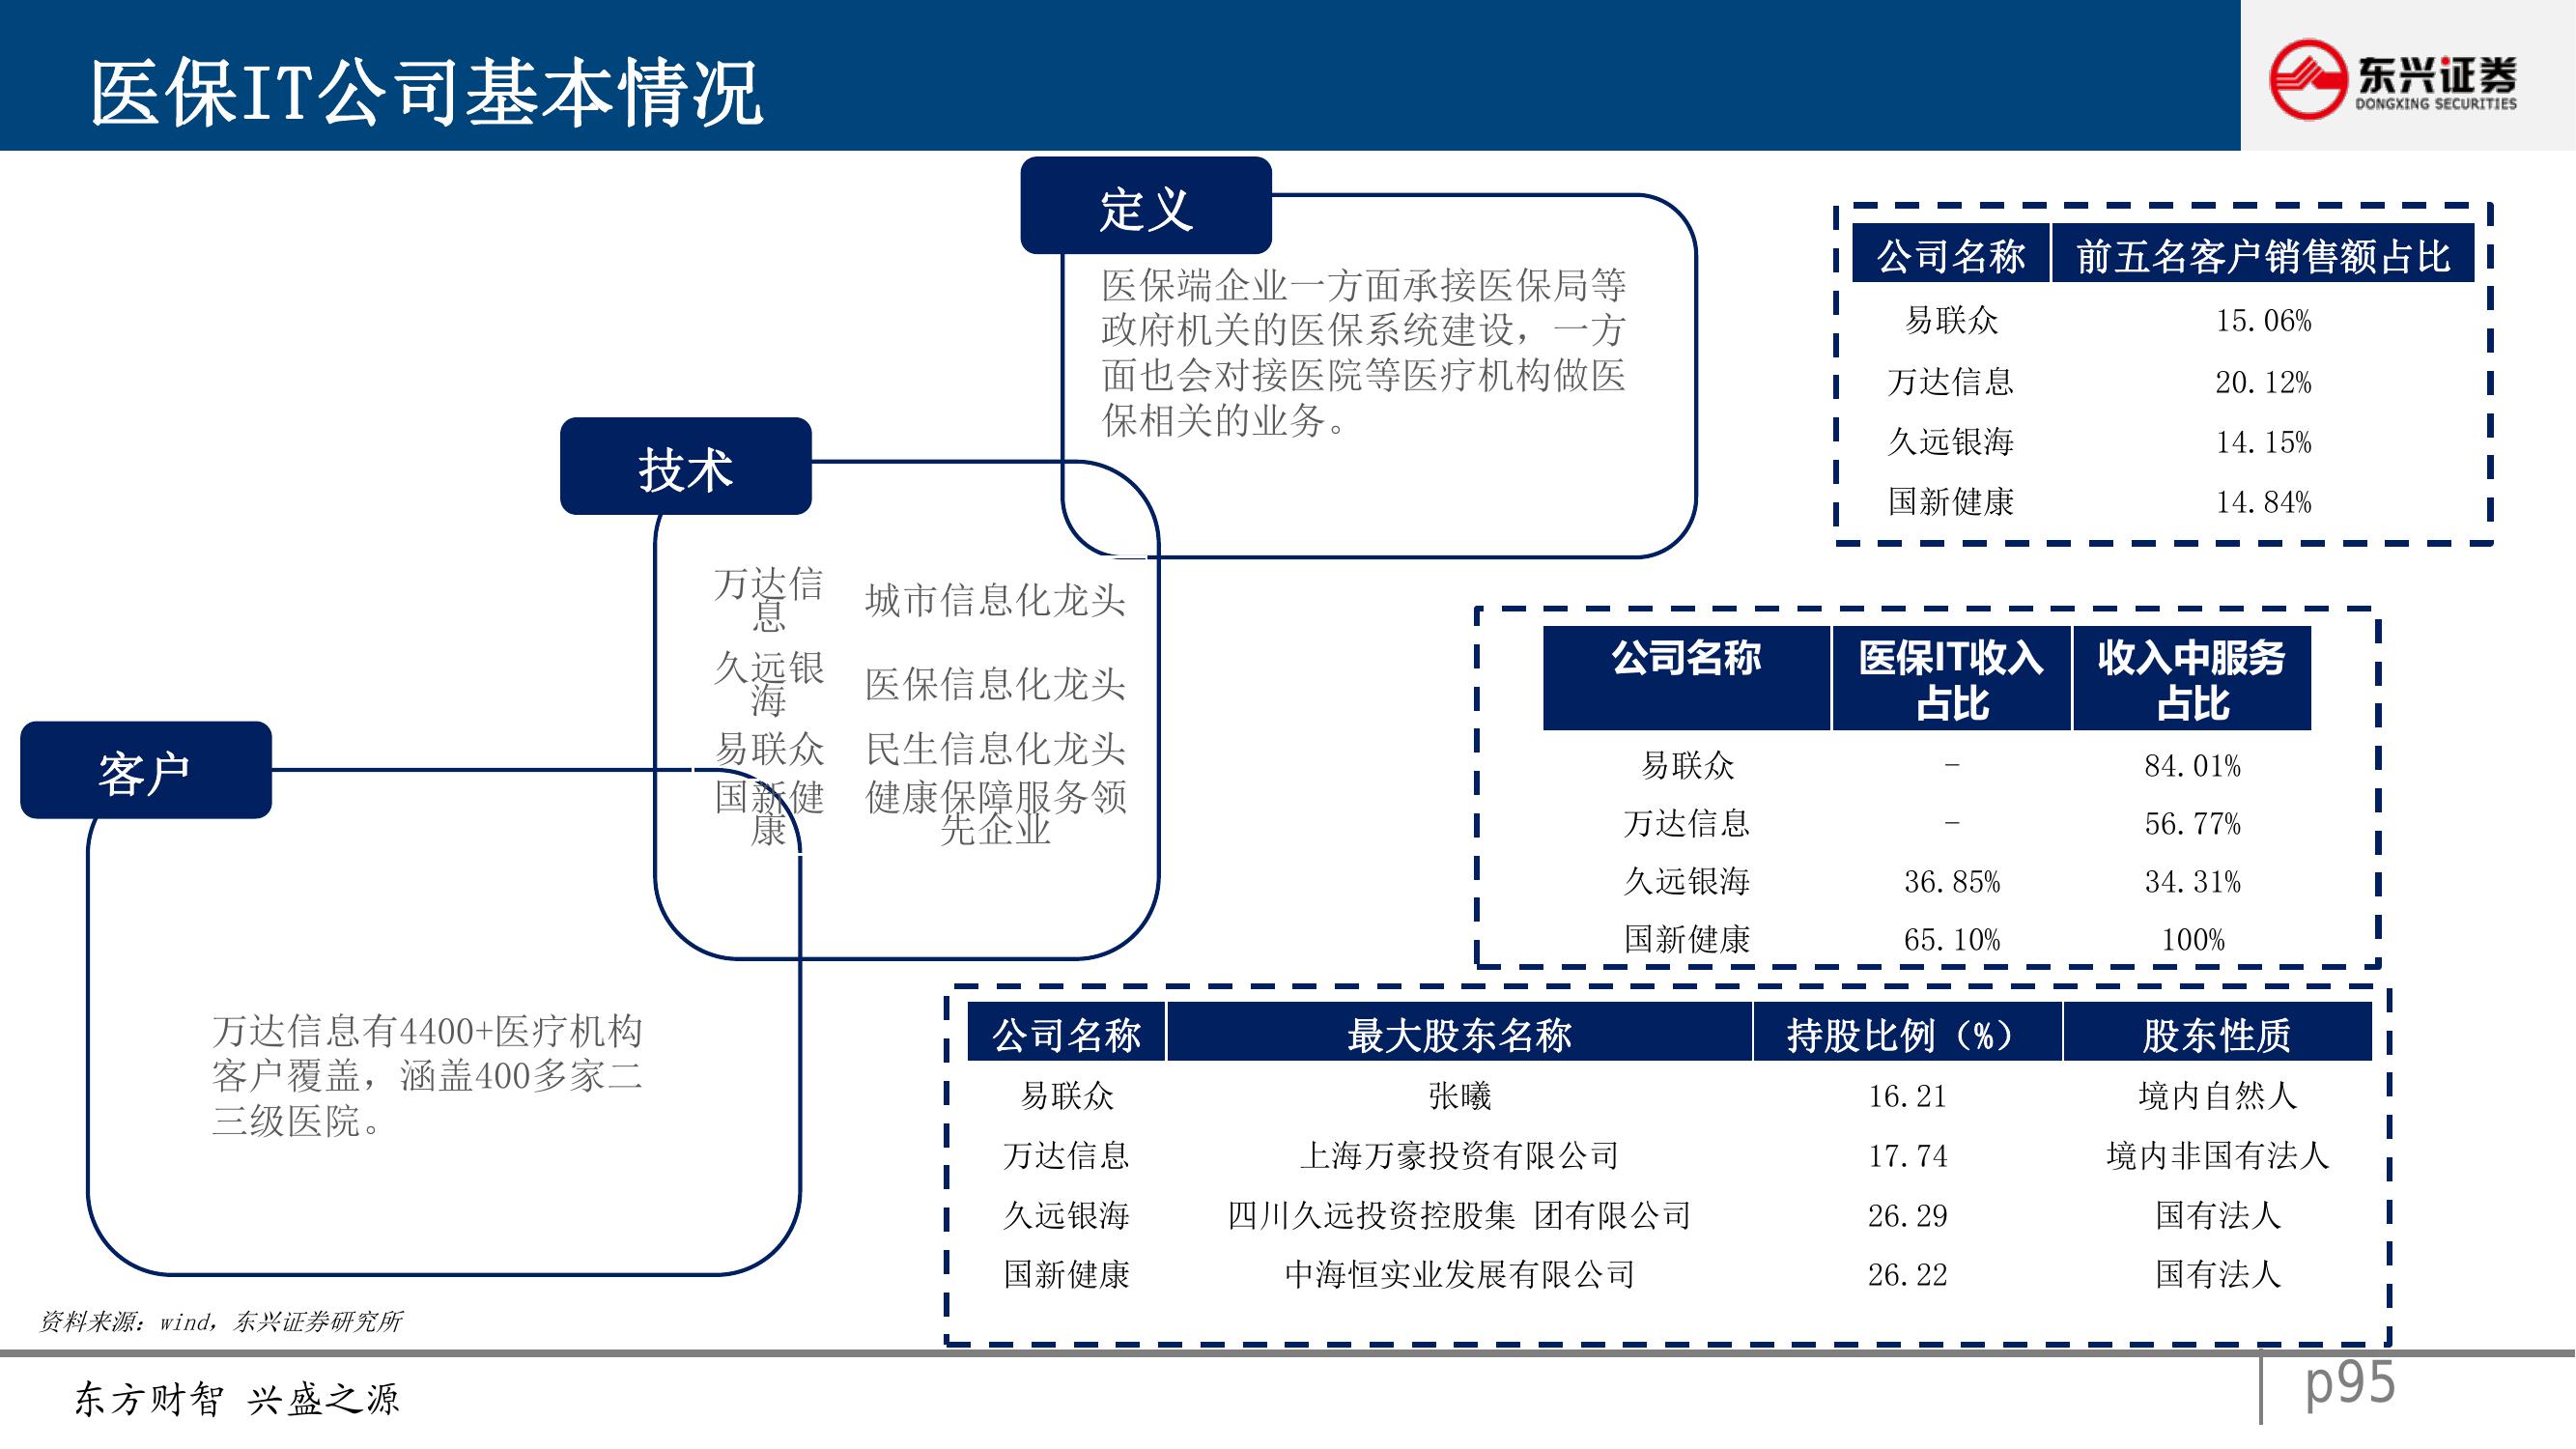 医保IT公司基本情况
东兴证券
DONGXING SECURITIES
定义
医保端企业一方面承接医保局等
政府机关的医保系统建设，一方
面也会对接医院等医疗机构做医
保相关的业务。
技术
万达信
息
城市信息化龙头
久远银
海
医保信息化龙头
易联众 民生信息化龙头
国新健
康
健康保障服务领
先企业
客户
万达信息有4400+医疗机构
客户覆盖，涵盖400多家二
三级医院。
公司名称 前五名客户销售额占比
易联众 15.06%
万达信息 20.12%
久远银海 14.15%
国新健康 14.84%
公司名称 医保IT收入
占比
收入中服务
占比
易联众 - 84.01%
万达信息 - 56.77%
久远银海 36.85% 34.31%
国新健康 65.10% 100%
公司名称 最大股东名称 持股比例（%） 股东性质
易联众 张曦 16.21 境内自然人
万达信息 上海万豪投资有限公司 17.74 境内非国有法人
久远银海 四川久远投资控股集 团有限公司 26.29 国有法人
国新健康 中海恒实业发展有限公司 26.22 国有法人
资料来源：wind，东兴证券研究所
东方财智 兴盛之源
p95